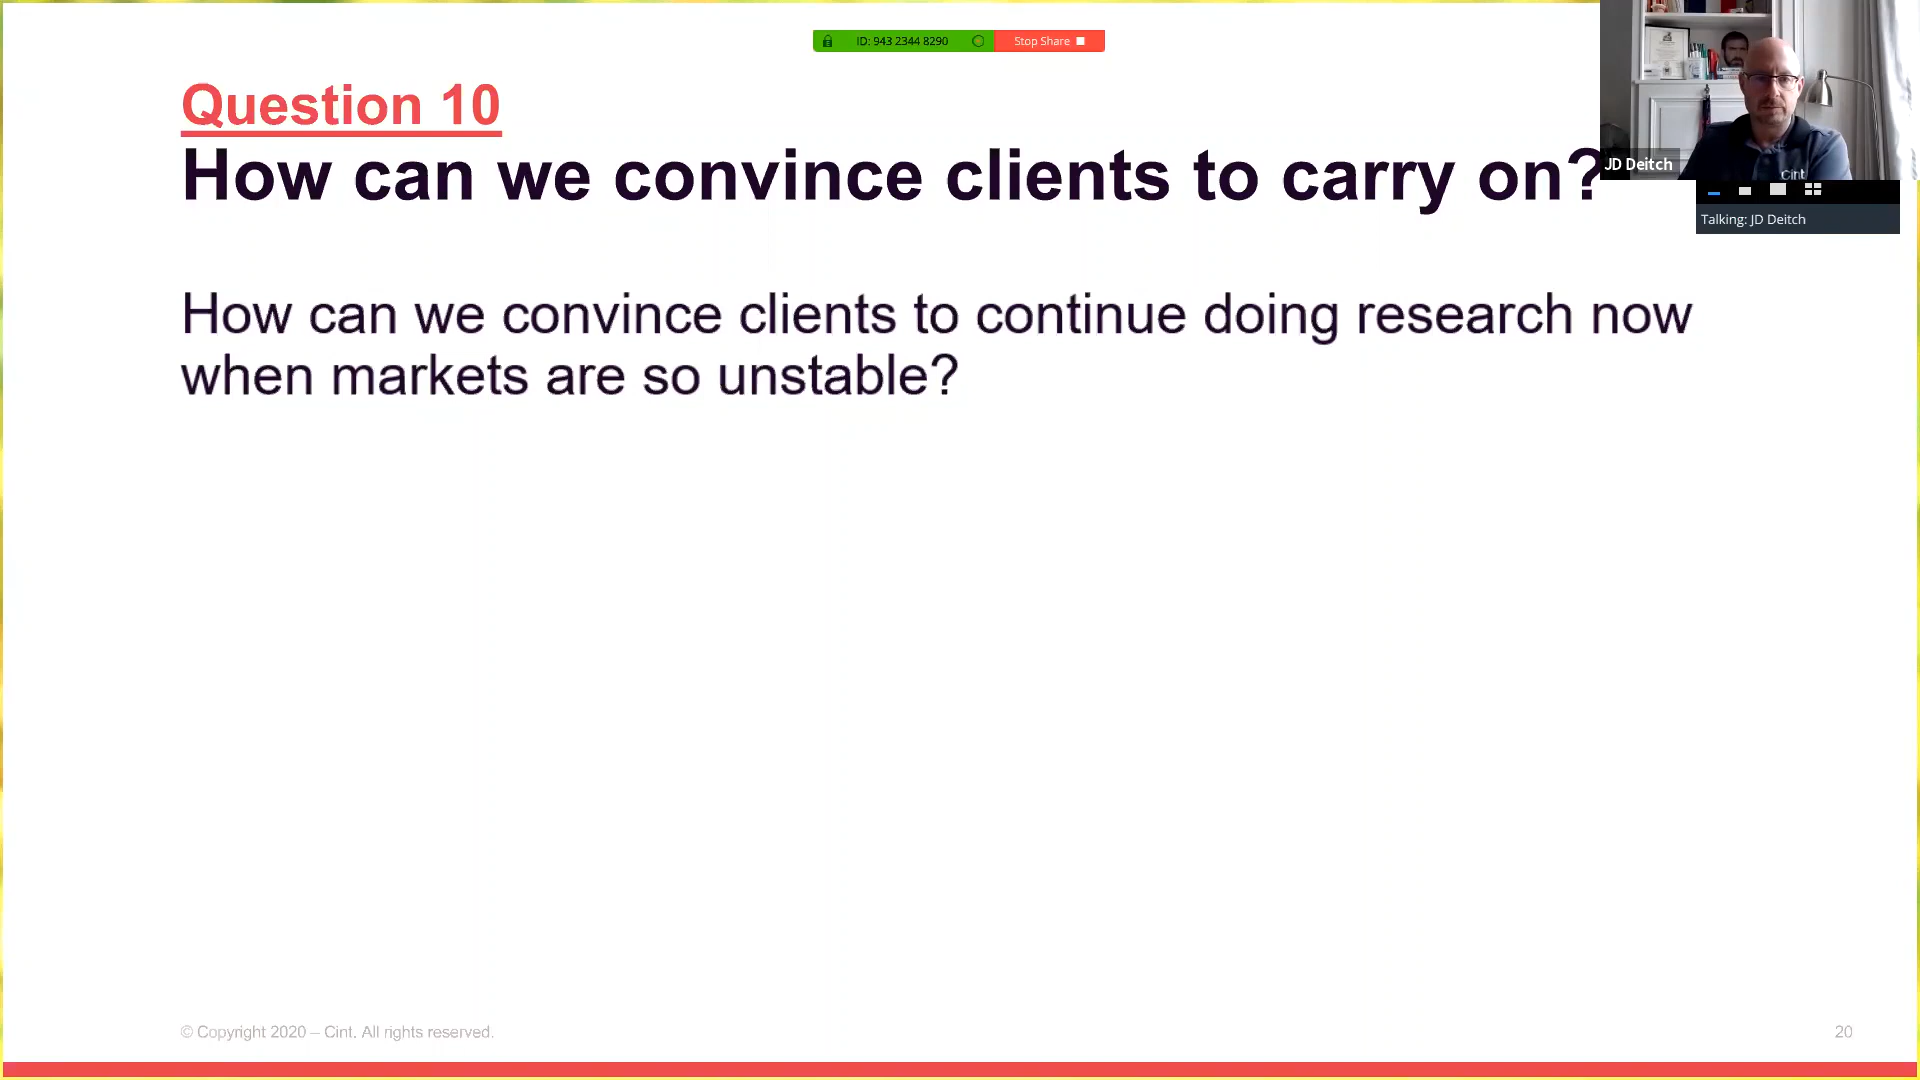 ID: 943 2344 8290
Stop Share
Question 10
How can we convince clients to carry on?
JD Deitch
Cint
Talking: JD Deitch
How can we convince clients to continue doing research now
when markets are so unstable?
© Copyright 2020 – Cint. All rights reserved.
20